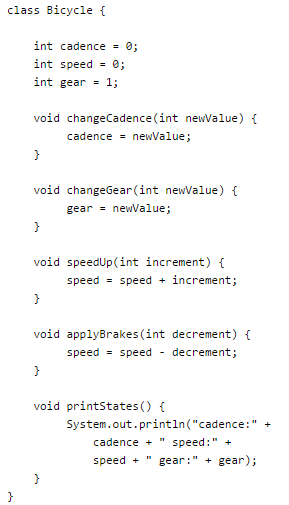 class Bicycle {
int cadence = 0;
int speed = 0;
int gear = 1;
void changeCadence(int newValue) {
cadence = newValue;
}
void changeGear(int newValue) {
gear = newValue;
}
void speedUp(int increment) {
speed = speed + increment;
}
void applyBrakes(int decrement) {
speed = speed - decrement;
}
void printStates() {
System.out.println("cadence:" +
cadence + " speed:" +
speed + " gear:" + gear);
}
}